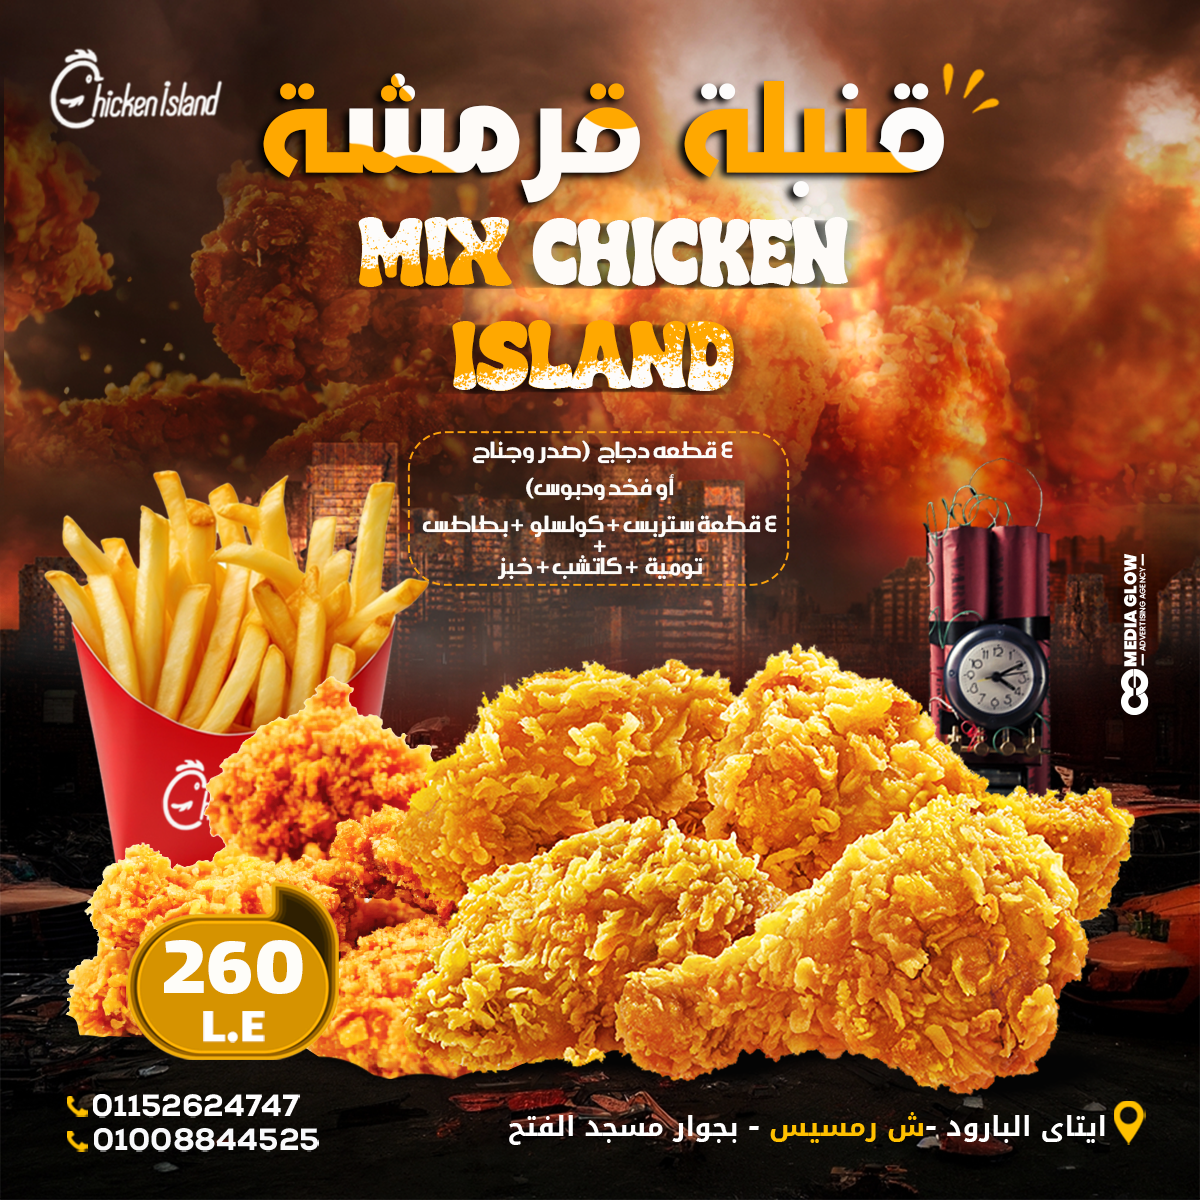 Chicken island
قنبلة قرمشة
MIX CHICKEN
ISLAND
٤ قطعه دجاج (صدر وجناح
أو فخد ودبوس)
٤ قطعة ستربس + كولسلو + بطاطس
+
تومية + كاتشب + خبز
MEDIA GLOW
ADVERTISING AGENCY
260
L.E
01152624747
01008844525
ايتاى البارود -ش رمسيس - بجوار مسجد الفتح